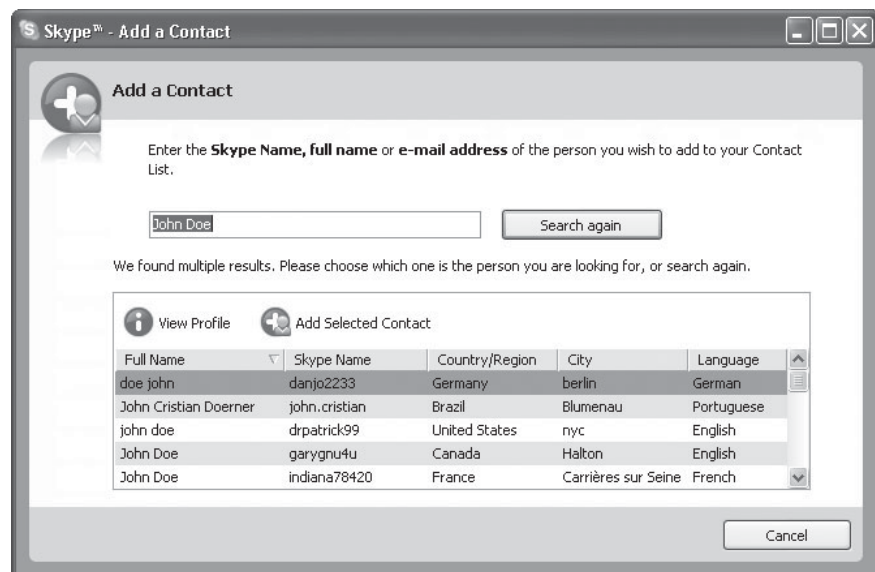 Skype™ - Add a Contact
Add a Contact
Enter the Skype Name, full name or e-mail address of the person you wish to add to your Contact
List.
John Doe Search again
We found multiple results. Please choose which one is the person you are looking for, or search again.
View Profile Add Selected Contact
Full Name Skype Name Country/Region City Language
doe john danjo2233 Germany berlin German
John Cristian Doerner john.cristian Brazil Blumenau Portuguese
john doe drpatrick99 United States nyc English
John Doe garygnu4u Canada Halton English
John Doe indiana78420 France Carrières sur Seine French
Cancel